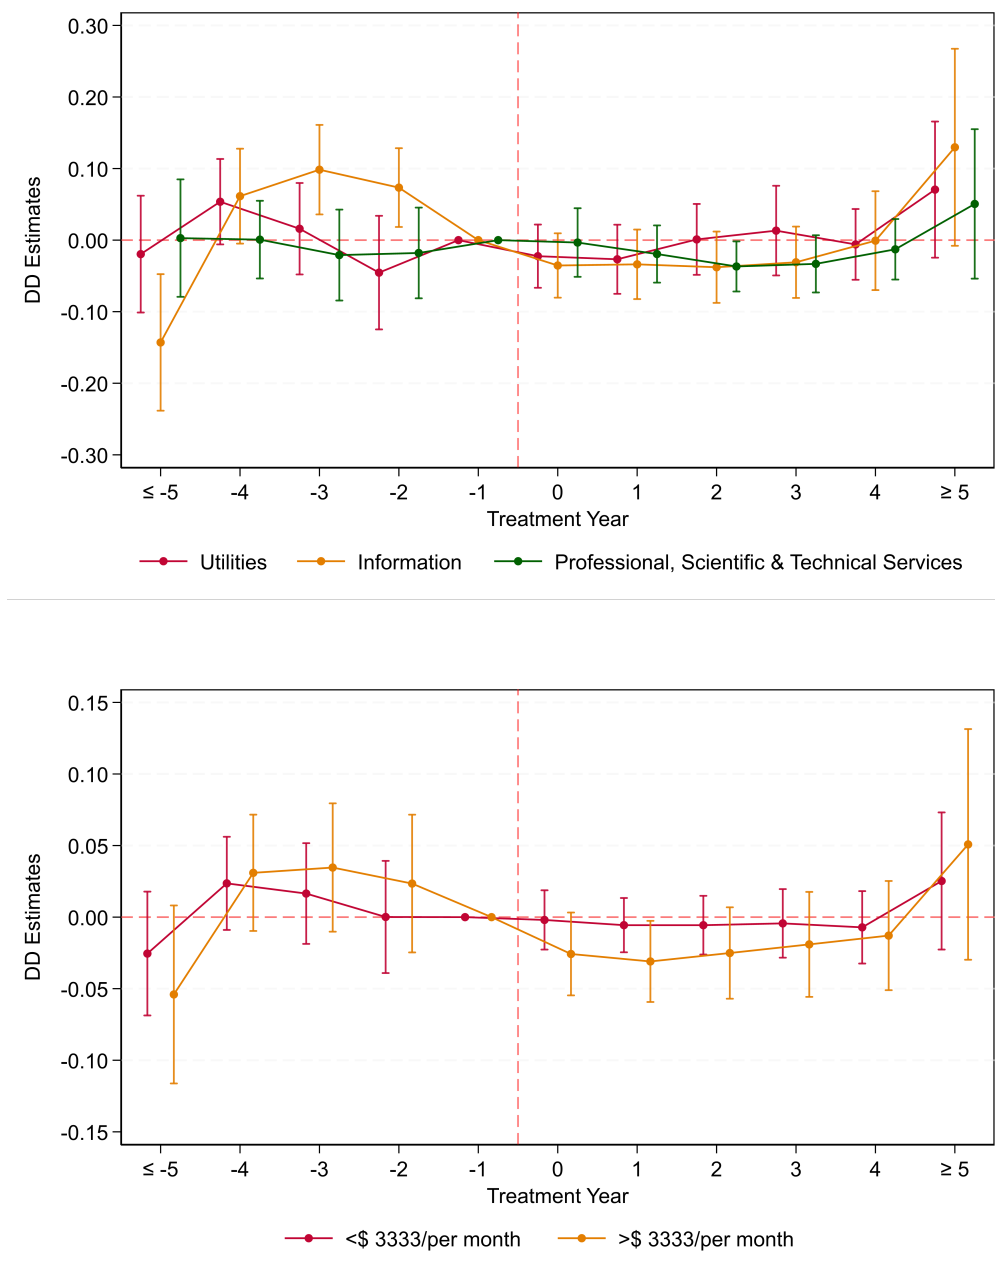 0.30
0.20
0.10
0.00
-0.10
-0.20
-0.30
DD Estimates
≤ -5 -4 -3 -2 -1 0 1 2 3 4 ≥ 5
Treatment Year
Utilities Information Professional, Scientific & Technical Services
0.15
0.10
0.05
0.00
-0.05
-0.10
-0.15
DD Estimates
≤ -5 -4 -3 -2 -1 0 1 2 3 4 ≥ 5
Treatment Year
<$ 3333/per month >$ 3333/per month